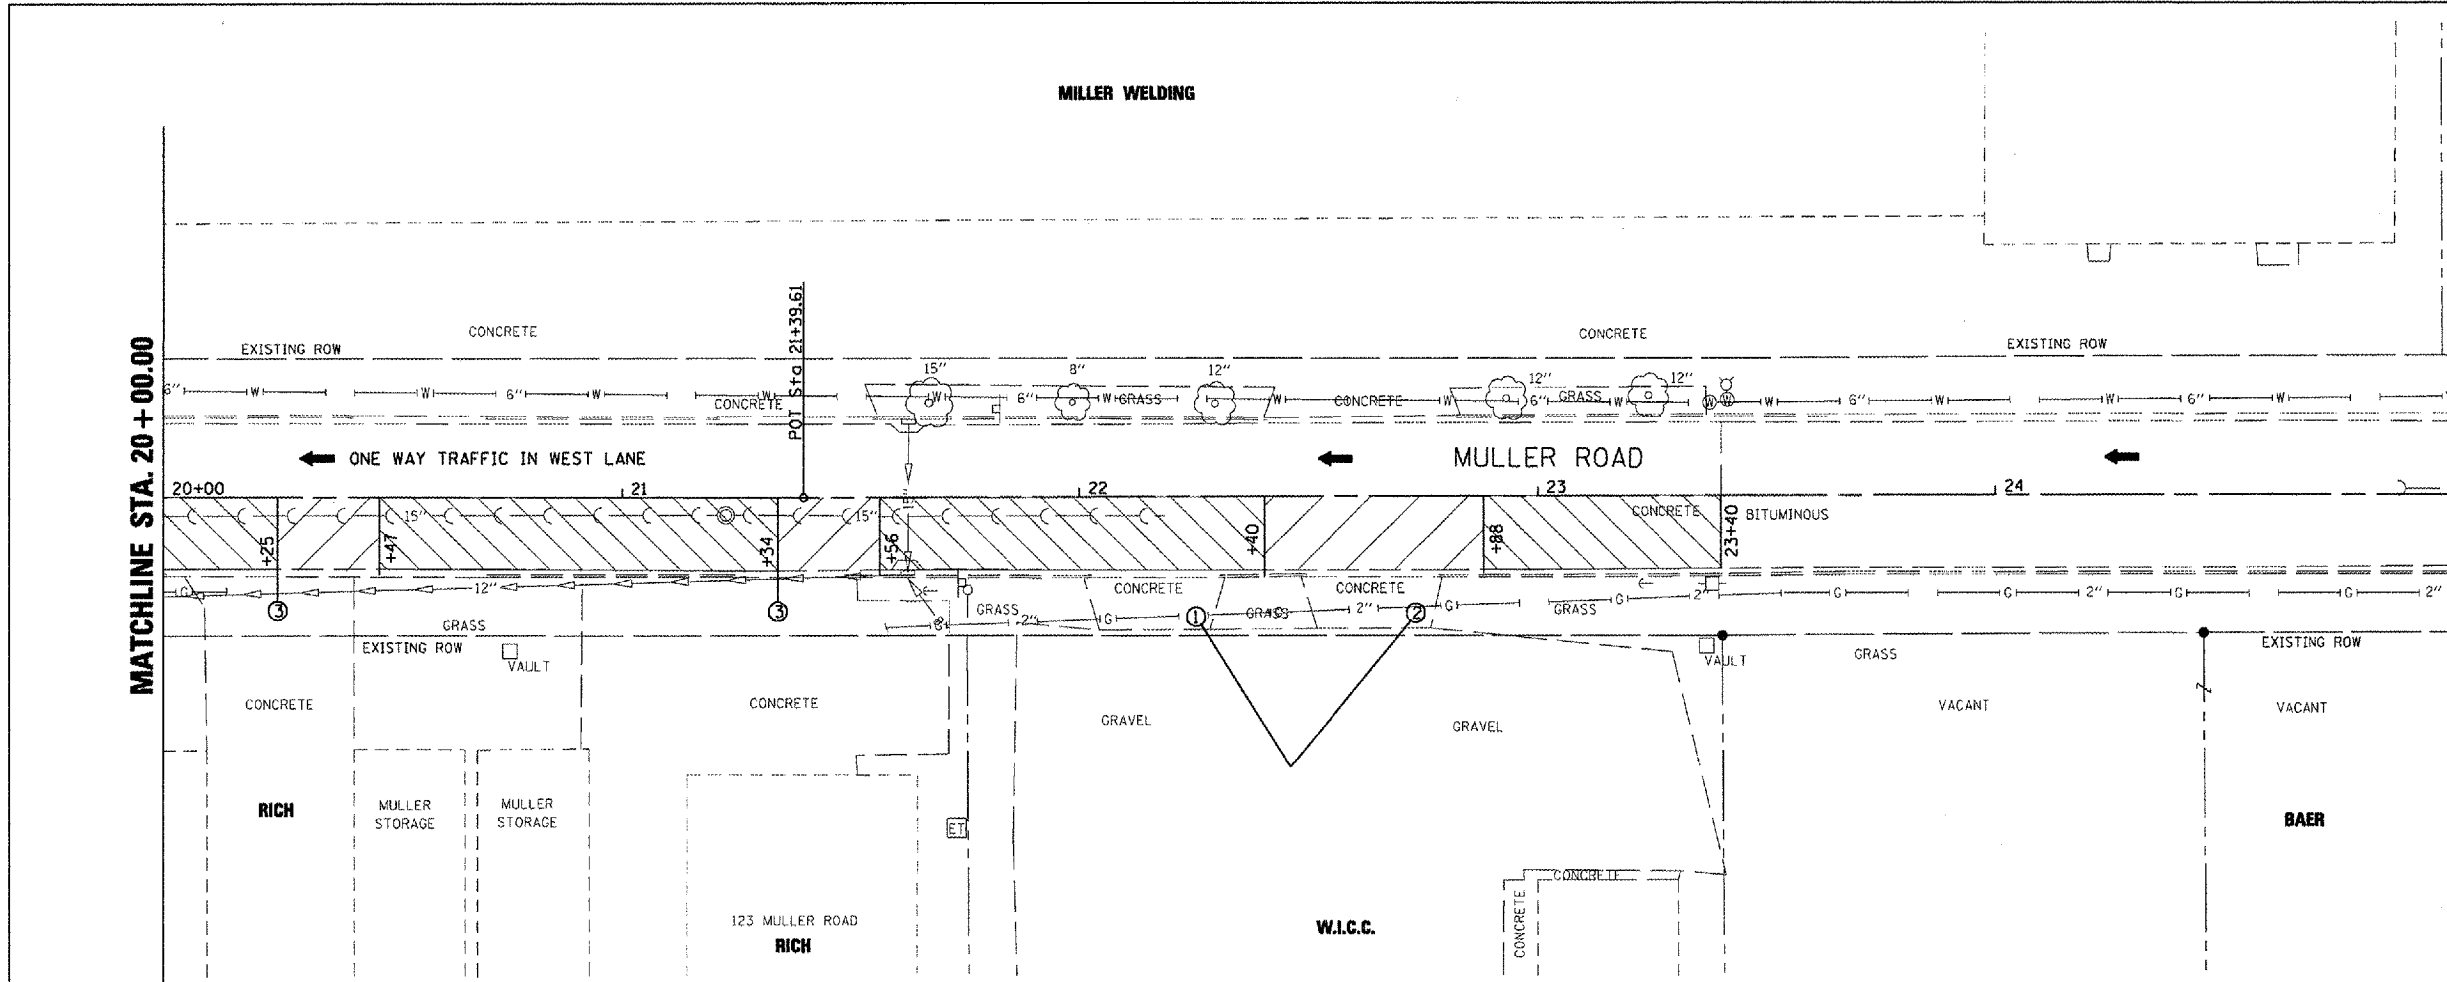 MILLER WELDING
MATCHLINE STA. 20+00.00
POT Sta 21+39.61
CONCRETE
CONCRETE
EXISTING ROW
EXISTING ROW
15"
8"
12"
12"
12"
6"
W
W
6"
W
W
W
6"
W
GRASS
W
CONCRETE
W
6"
GRASS
W
W
W
W
6"
W
W
6"
W
CONCRETE
ONE WAY TRAFFIC IN WEST LANE
MULLER ROAD
20+00
21
22
23
24
15"
15"
15"
CONCRETE
BITUMINOUS
+25
+47
+34
+56
+40
+88
23+40
G
12"
CONCRETE
CONCRETE
3
3
GRASS
GRASS
2"
G
1
GRASS
2"
2
G
GRASS
G
2"
G
G
2"
G
G
2"
EXISTING ROW
VAULT
VAULT
GRASS
EXISTING ROW
CONCRETE
CONCRETE
GRAVEL
GRAVEL
VACANT
VACANT
RICH
MULLER
STORAGE
MULLER
STORAGE
ET
BAER
CONCRETE
CONCRETE
123 MULLER ROAD
RICH
W.I.C.C.